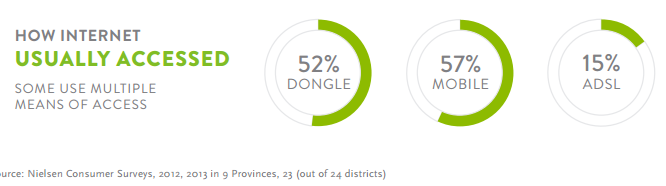 HOW INTERNET
USUALLY ACCESSED
SOME USE MULTIPLE
MEANS OF ACCESS
52%
DONGLE
57%
MOBILE
15%
ADSL
ource: Nielsen Consumer Surveys, 2012, 2013 in 9 Provinces, 23 (out of 24 districts)